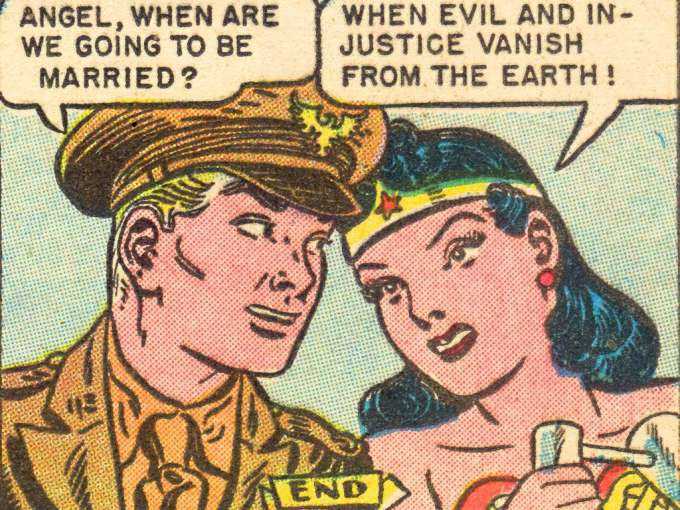 ANGEL, WHEN ARE
WE GOING TO BE
MARRIED?
WHEN EVIL AND IN-
JUSTICE VANISH
FROM THE EARTH!
END